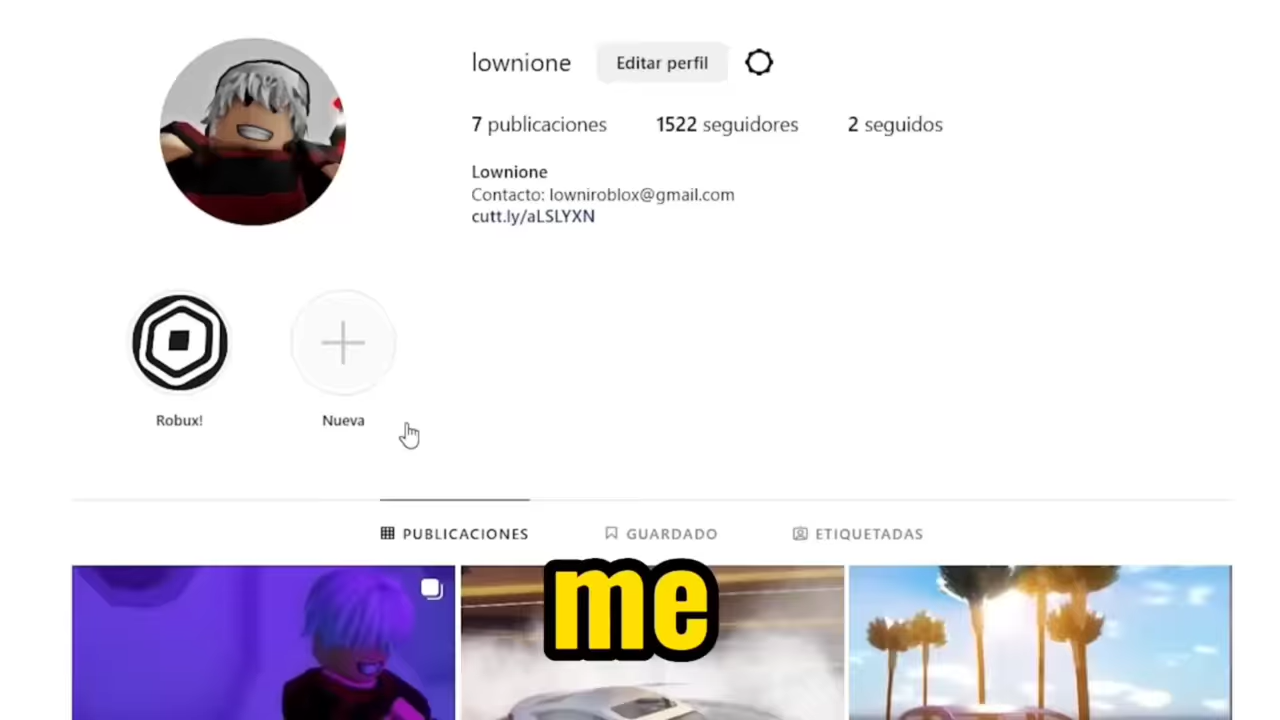 lownione Editar perfil
7 publicaciones 1522 seguidores 2 seguidos
Lownione
Contacto: lowniroblox@gmail.com
cutt.ly/aLSLYXN
Robux! Nueva
PUBLICACIONES GUARDADO ETIQUETADAS
me